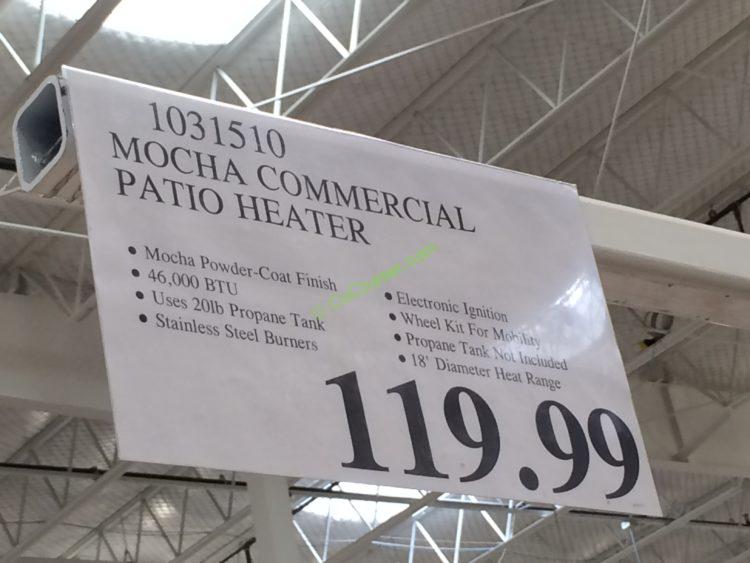 1031510
MOCHA COMMERCIAL
PATIO HEATER
• Mocha Powder-Coat Finish
• 46,000 BTU
• Uses 20lb Propane Tank
• Stainless Steel Burners
• Electronic Ignition
• Wheel Kit For Mobility
• Propane Tank Not Included
• 18' Diameter Heat Range
119.99